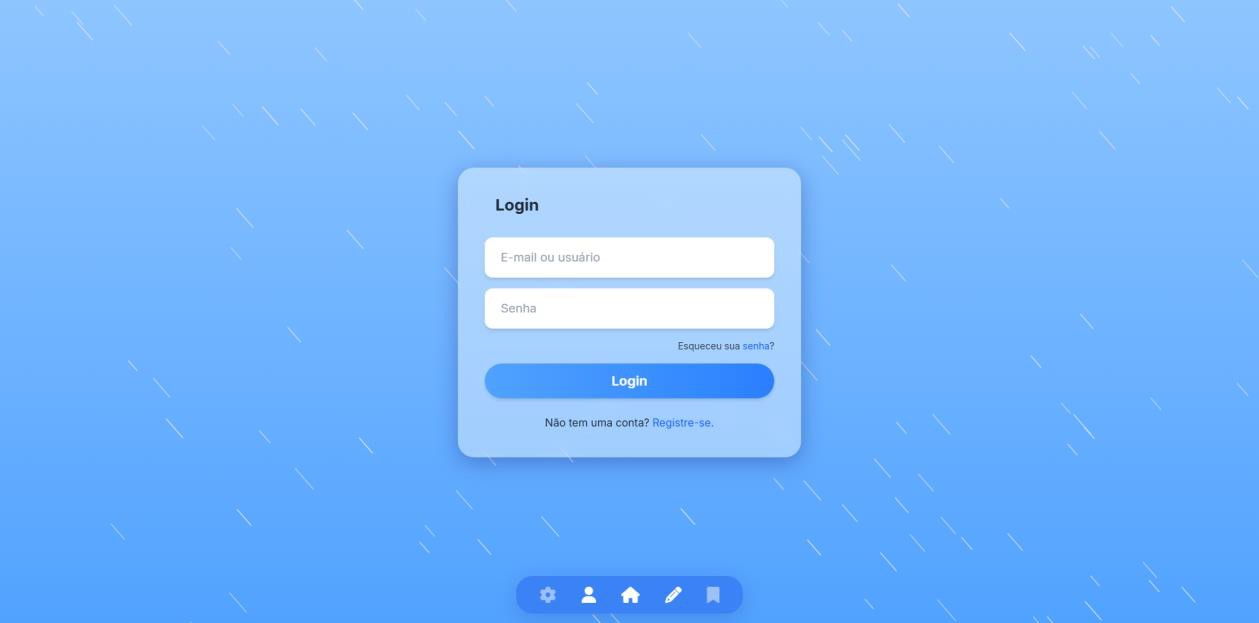 Login
E-mail ou usuário
Senha
Esqueceu sua senha?
Login
Não tem uma conta? Registre-se.